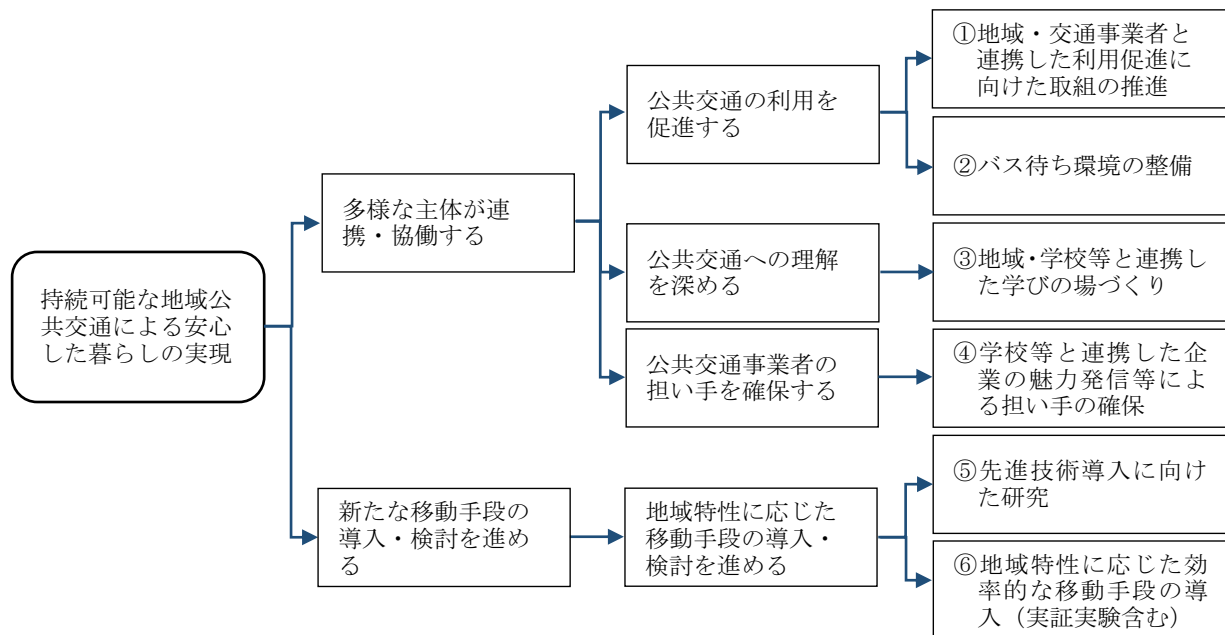 持続可能な地域公
共交通による安心
した暮らしの実現
多様な主体が連
携・協働する
新たな移動手段の
導入・検討を進め
る
公共交通の利用を
促進する
公共交通への理解
を深める
公共交通事業者の
担い手を確保する
地域特性に応じた
移動手段の導入・
検討を進める
①地域・交通事業者と
連携した利用促進に
向けた取組の推進
②バス待ち環境の整備
③地域・学校等と連携し
た学びの場づくり
④学校等と連携した企
業の魅力発信等によ
る担い手の確保
⑤先進技術導入に向け
た研究
⑥地域特性に応じた効
率的な移動手段の導
入（実証実験含む）